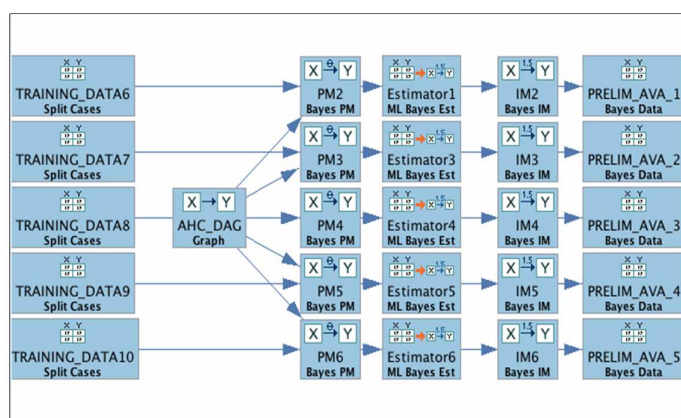 TRAINING_DATA6
Split Cases
PM2
Bayes PM
Estimator1
ML Bayes Est
IM2
Bayes IM
PRELIM_AVA_1
Bayes Data
TRAINING_DATA7
Split Cases
PM3
Bayes PM
Estimator3
ML Bayes Est
IM3
Bayes IM
PRELIM_AVA_2
Bayes Data
TRAINING_DATA8
Split Cases
X Y
AHC_DAG
Graph
PM4
Bayes PM
Estimator4
ML Bayes Est
IM4
Bayes IM
PRELIM_AVA_3
Bayes Data
TRAINING_DATA9
Split Cases
PM5
Bayes PM
Estimator5
ML Bayes Est
IM5
Bayes IM
PRELIM_AVA_4
Bayes Data
TRAINING_DATA10
Split Cases
PM6
Bayes PM
Estimator6
ML Bayes Est
IM6
Bayes IM
PRELIM_AVA_5
Bayes Data